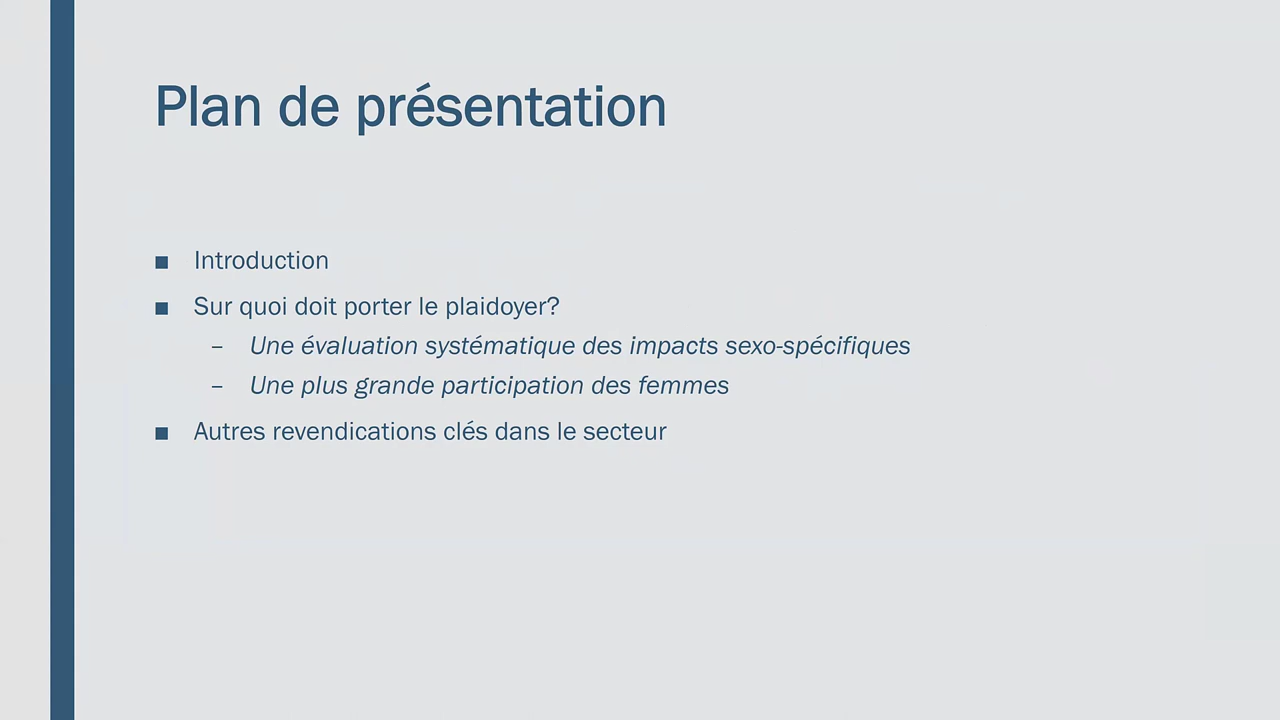 Plan de présentation
■ Introduction
■ Sur quoi doit porter le plaidoyer?
– Une évaluation systématique des impacts sexo-spécifiques
– Une plus grande participation des femmes
■ Autres revendications clés dans le secteur